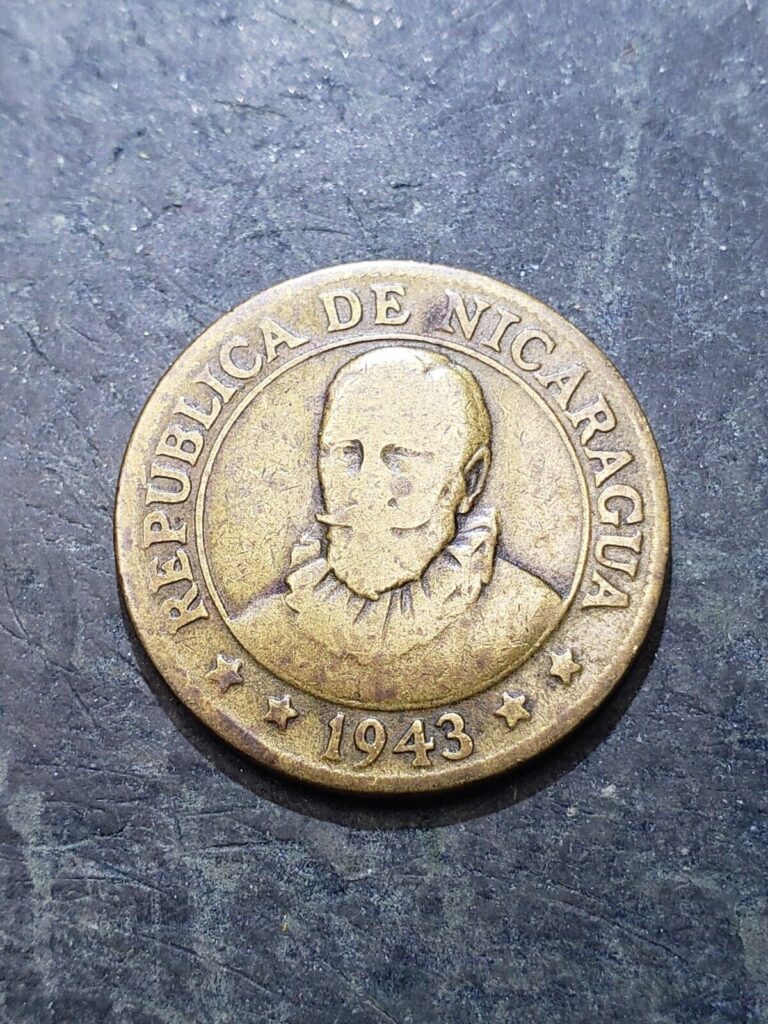 REPUBLICA DE NICARAGUA
1943